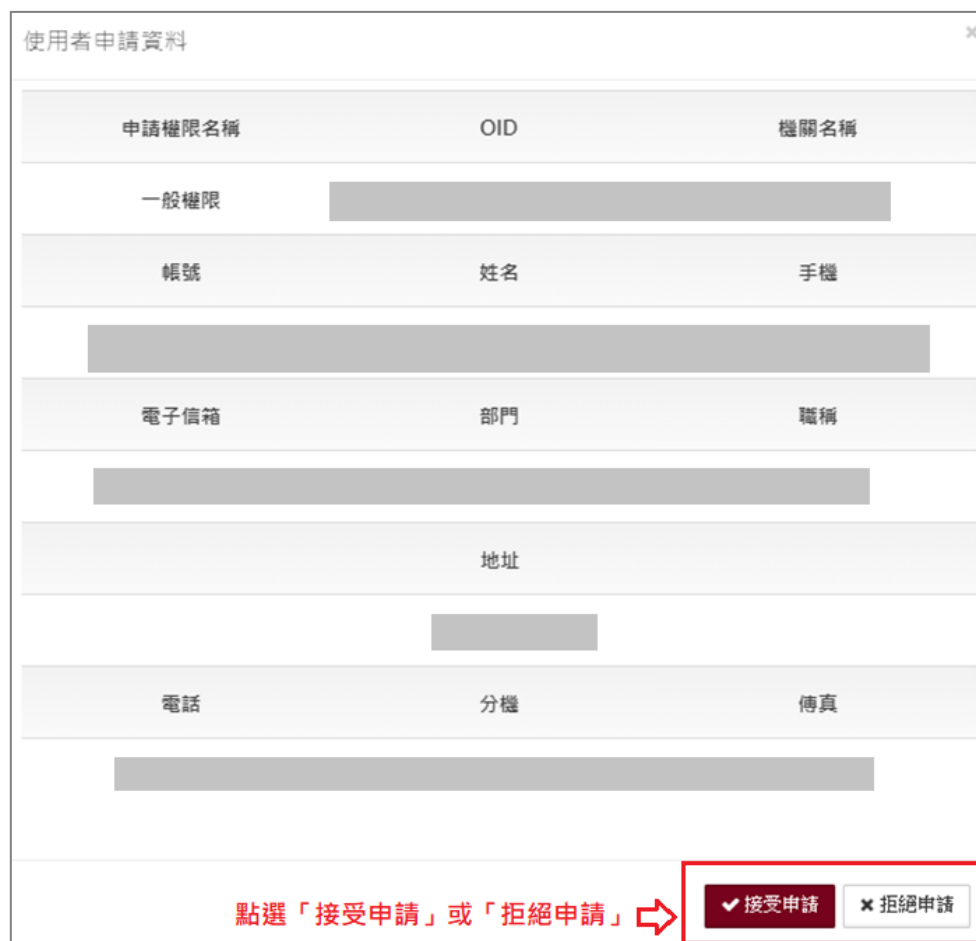 使用者申請資料 ×
申請權限名稱 OID 機關名稱
一般權限
帳號 姓名 手機
電子信箱 部門 職稱
地址
電話 分機 傳真
點選「接受申請」或「拒絕申請」 ✔接受申請 ✖拒絕申請